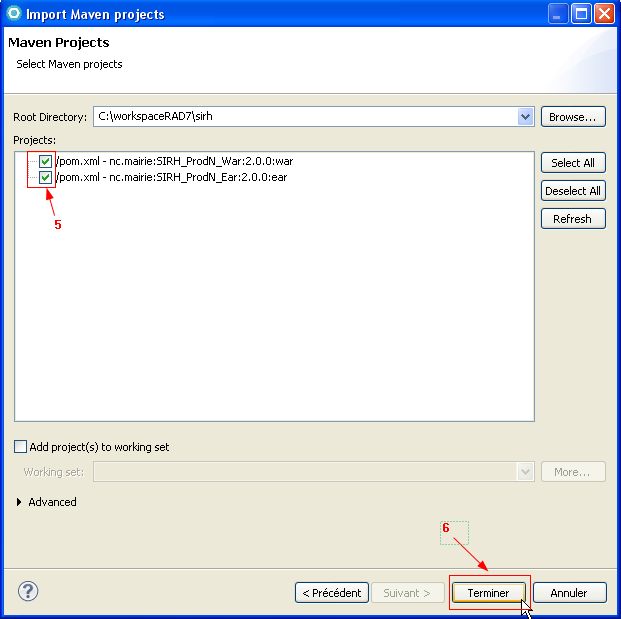 Import Maven projects
Maven Projects
Select Maven projects
Root Directory: C:\workspaceRAD7\sirh Browse...
Projects:
/pom.xml - nc.mairie:SIRH_ProdN_War:2.0.0:war
/pom.xml - nc.mairie:SIRH_ProdN_Ear:2.0.0:ear
Select All
Deselect All
Refresh
5
Add project(s) to working set
Working set: More...
Advanced
6
? < Précédent Suivant > Terminer Annuler